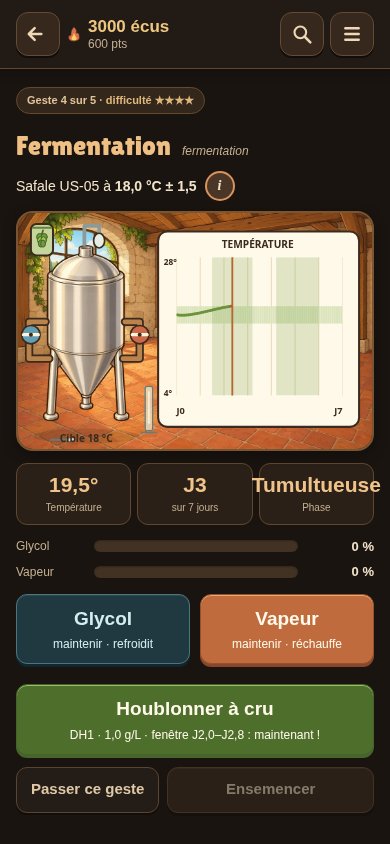 3000 écus
600 pts
Geste 4 sur 5 · difficulté ★★★★
Fermentation fermentation
Safale US-05 à 18,0 °C ± 1,5 i
TEMPÉRATURE
28°
4°
J0 J7
Cible 18 °C
19,5° J3 Tumultueuse
Température sur 7 jours Phase
Glycol 0 %
Vapeur 0 %
Glycol Vapeur
maintenir · refroidit maintenir · réchauffe
Houblonner à cru
DH1 · 1,0 g/L · fenêtre J2,0–J2,8 : maintenant !
Passer ce geste Ensemencer